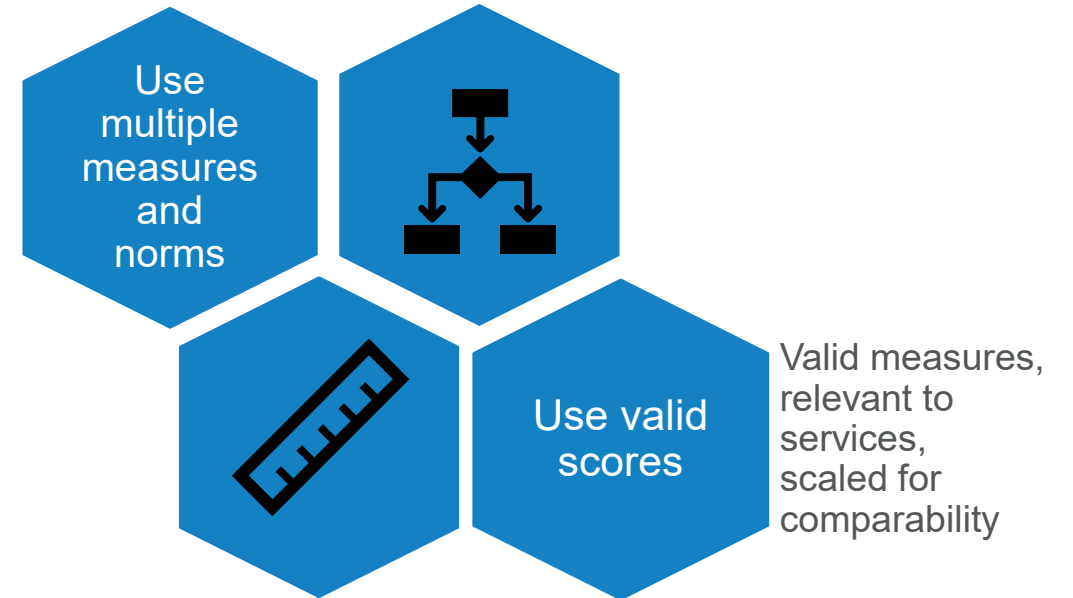 Use
multiple
measures
and
norms
Use valid
scores
Valid measures,
relevant to
services,
scaled for
comparability